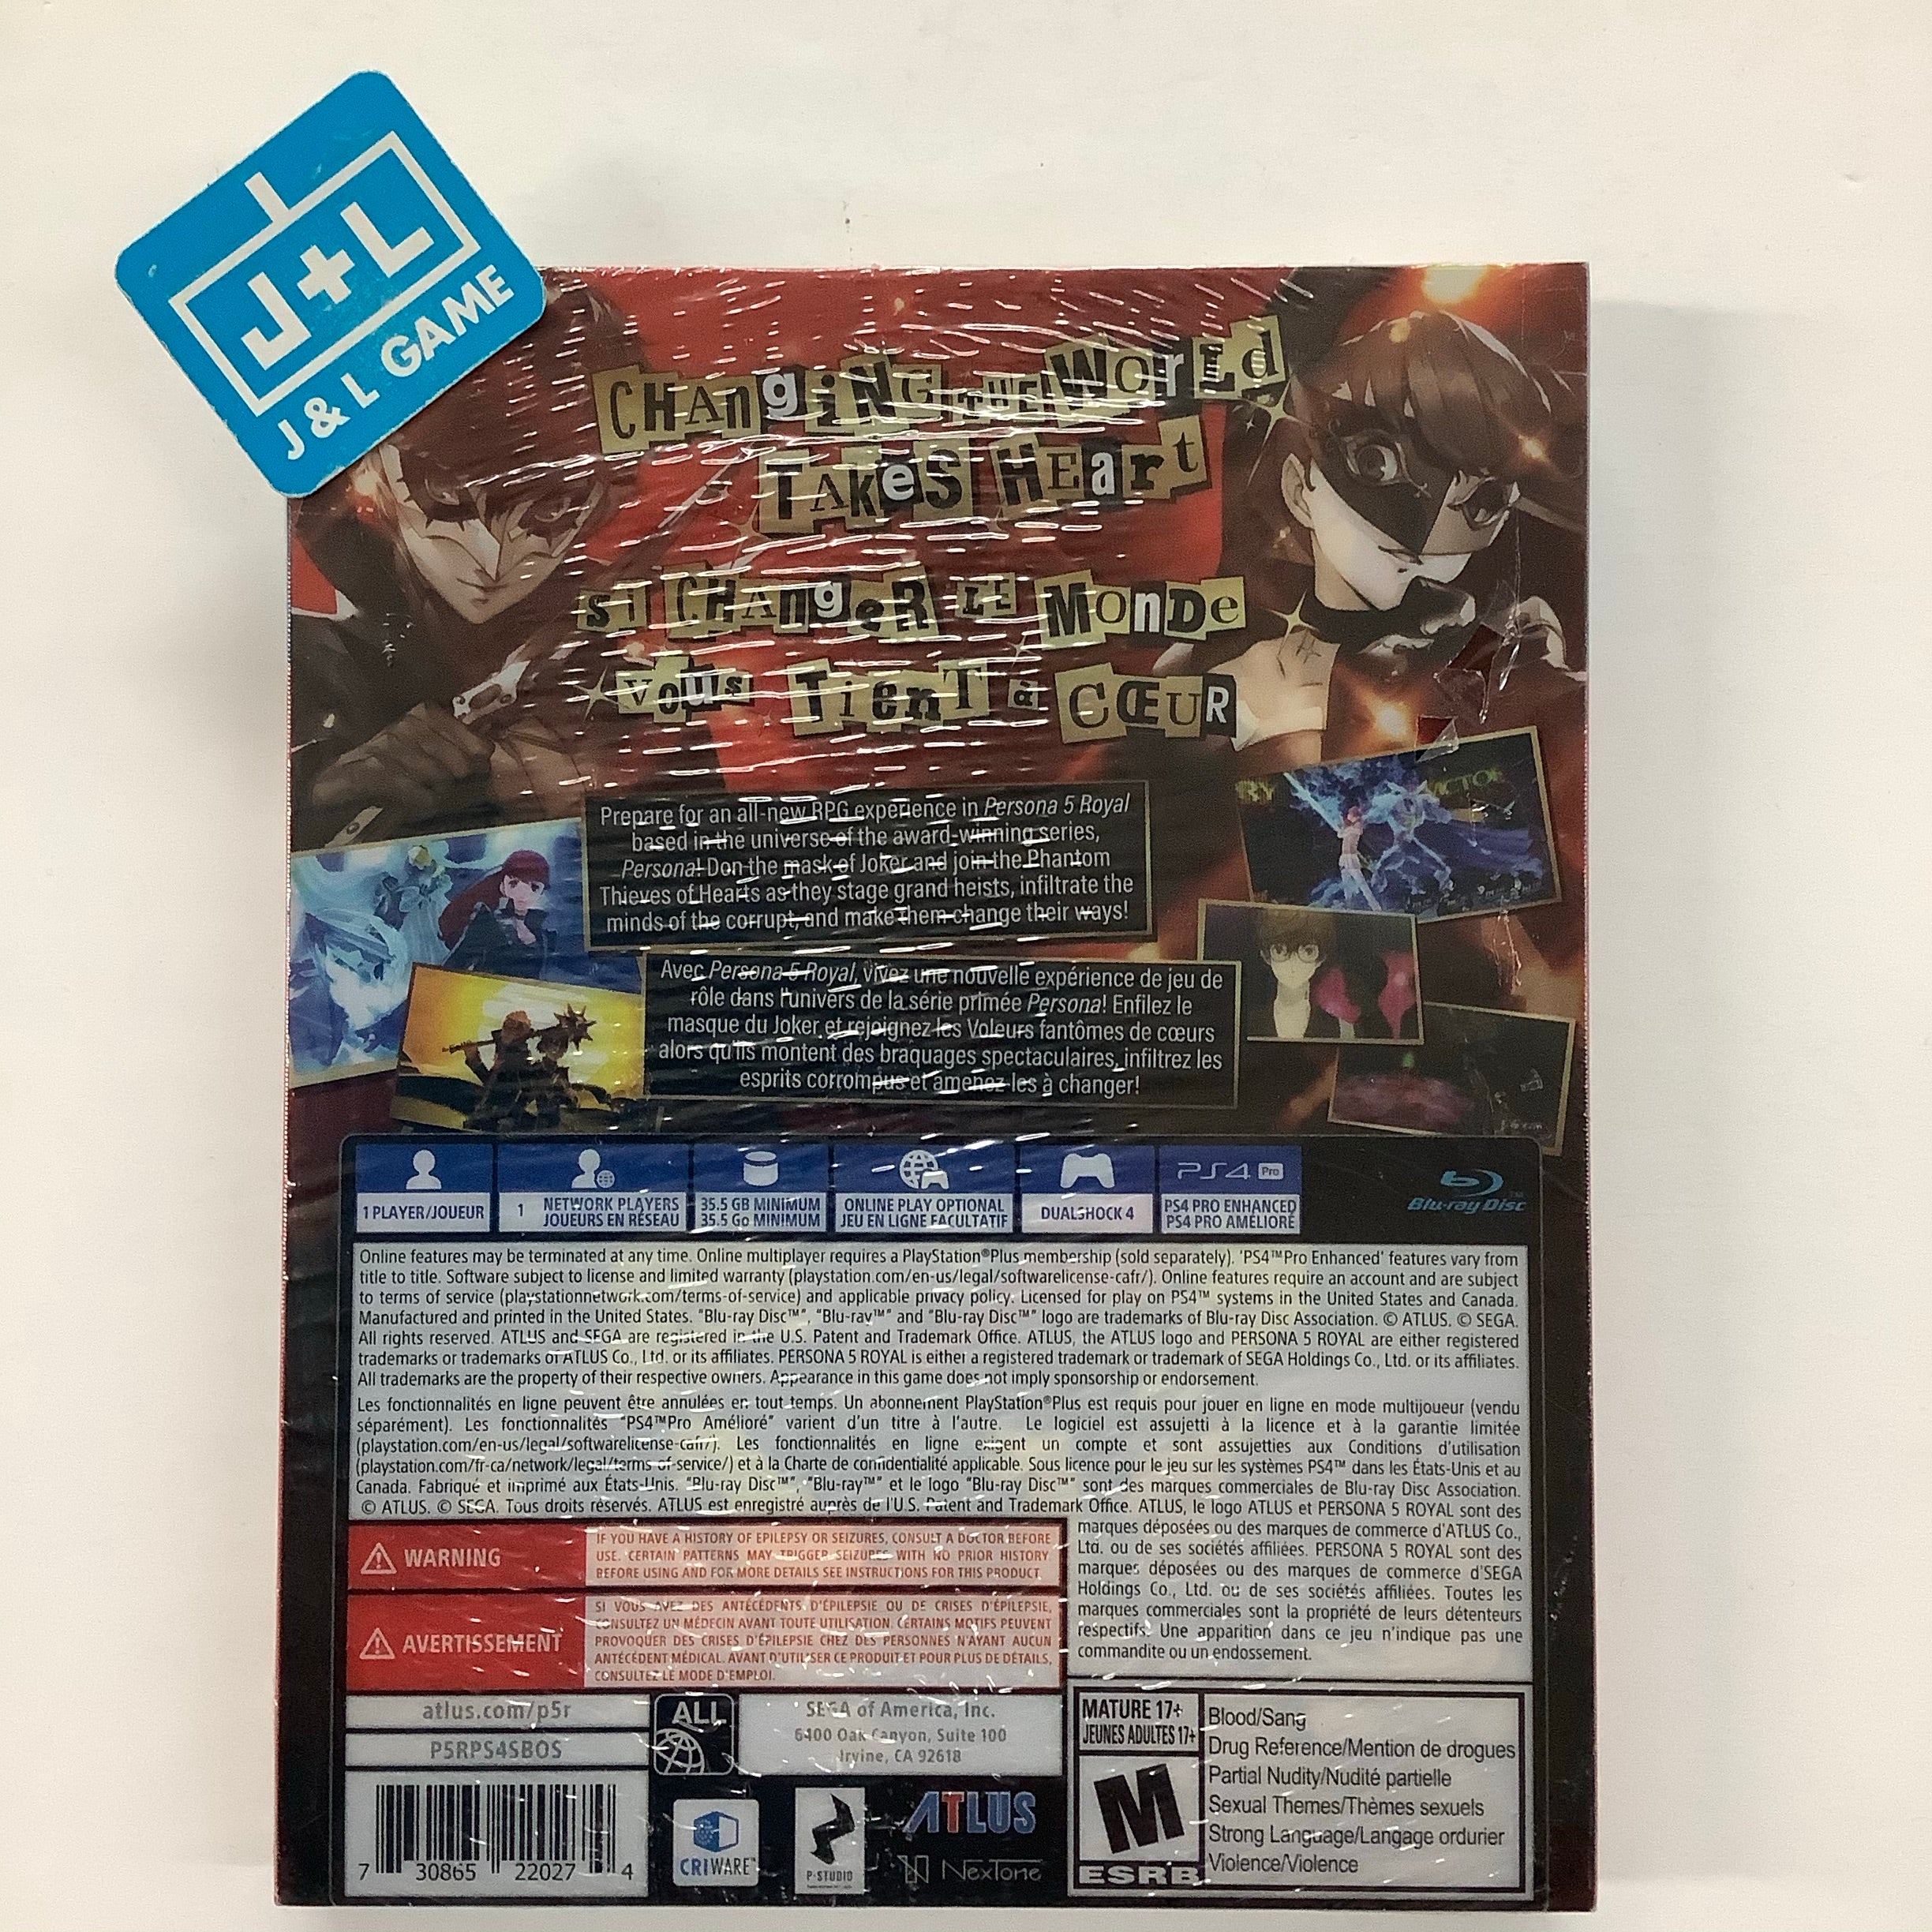 J+L
J & L GAME
CHANgiNG THE WOrLd
TAKeS HEart
sI CHAngeR LE MOnDe
vous TienT à CŒUR
Prepare for an all-new RPG experience in Persona 5 Royal
based in the universe of the award-winning series,
Persona! Don the mask of Joker and join the Phantom
Thieves of Hearts as they stage grand heists, infiltrate the
minds of the corrupt, and make them change their ways!
Avec Persona 5 Royal, vivez une nouvelle expérience de jeu de
rôle dans l'univers de la série primée Persona! Enfilez le
masque du Joker et rejoignez les Voleurs fantômes de cœurs
alors qu'ils montent des braquages spectaculaires, infiltrez les
esprits corrompus et amenez-les à changer!
1 PLAYER/JOUEUR
1 NETWORK PLAYERS
JOUEURS EN RÉSEAU
35.5 GB MINIMUM
35.5 Go MINIMUM
ONLINE PLAY OPTIONAL
JEU EN LIGNE FACULTATIF
DUALSHOCK 4
PS4 Pro
PS4 PRO ENHANCED
PS4 PRO AMÉLIORÉ
Blu-ray Disc™
Online features may be terminated at any time. Online multiplayer requires a PlayStation®Plus membership (sold separately). 'PS4™Pro Enhanced' features vary from
title to title. Software subject to license and limited warranty (playstation.com/en-us/legal/softwarelicense-cafr/). Online features require an account and are subject
to terms of service (playstationnetwork.com/terms-of-service) and applicable privacy policy. Licensed for play on PS4™ systems in the United States and Canada.
Manufactured and printed in the United States. "Blu-ray Disc™", "Blu-ray™" and "Blu-ray Disc™" logo are trademarks of Blu-ray Disc Association. © ATLUS. © SEGA.
All rights reserved. ATLUS and SEGA are registered in the U.S. Patent and Trademark Office. ATLUS, the ATLUS logo and PERSONA 5 ROYAL are either registered
trademarks or trademarks of ATLUS Co., Ltd. or its affiliates. PERSONA 5 ROYAL is either a registered trademark or trademark of SEGA Holdings Co., Ltd. or its affiliates.
All trademarks are the property of their respective owners. Appearance in this game does not imply sponsorship or endorsement.
Les fonctionnalités en ligne peuvent être annulées en tout temps. Un abonnement PlayStation®Plus est requis pour jouer en ligne en mode multijoueur (vendu
séparément). Les fonctionnalités "PS4™Pro Amélioré" varient d'un titre à l'autre. Le logiciel est assujetti à la licence et à la garantie limitée
(playstation.com/en-us/legal/softwarelicense-cafr/). Les fonctionnalités en ligne exigent un compte et sont assujetties aux Conditions d'utilisation
(playstation.com/fr-ca/network/legal/terms-of-service/) et à la Charte de confidentialité applicable. Sous licence pour le jeu sur les systèmes PS4™ dans les États-Unis et au
Canada. Fabriqué et imprimé aux États-Unis. "Blu-ray Disc™", "Blu-ray™" et le logo "Blu-ray Disc™" sont des marques commerciales de Blu-ray Disc Association.
© ATLUS. © SEGA. Tous droits réservés. ATLUS est enregistré auprès de l'U.S. Patent and Trademark Office. ATLUS, le logo ATLUS et PERSONA 5 ROYAL sont des
marques déposées ou des marques de commerce d'ATLUS Co.,
Ltd. ou de ses sociétés affiliées. PERSONA 5 ROYAL sont des
marques déposées ou des marques de commerce d'SEGA
Holdings Co., Ltd. ou de ses sociétés affiliées. Toutes les
marques commerciales sont la propriété de leurs détenteurs
respectifs. Une apparition dans ce jeu n'indique pas une
commandite ou un endossement.
WARNING
IF YOU HAVE A HISTORY OF EPILEPSY OR SEIZURES, CONSULT A DOCTOR BEFORE
USE. CERTAIN PATTERNS MAY TRIGGER SEIZURES WITH NO PRIOR HISTORY.
BEFORE USING AND FOR MORE DETAILS SEE INSTRUCTIONS FOR THIS PRODUCT.
AVERTISSEMENT
SI VOUS AVEZ DES ANTÉCÉDENTS D'ÉPILEPSIE OU DE CRISES D'ÉPILEPSIE,
CONSULTEZ UN MÉDECIN AVANT TOUTE UTILISATION. CERTAINS MOTIFS PEUVENT
PROVOQUER DES CRISES D'ÉPILEPSIE CHEZ DES PERSONNES N'AYANT AUCUN
ANTÉCÉDENT MÉDICAL. AVANT D'UTILISER CE PRODUIT ET POUR PLUS DE DÉTAILS,
CONSULTEZ LE MODE D'EMPLOI.
atlus.com/p5r
P5RPS4SBOS
ALL
SEGA of America, Inc.
6400 Oak Canyon, Suite 100
Irvine, CA 92618
7 30865 22027 4
CRIWARE™
P-STUDIO
ATLUS
NexTone
MATURE 17+
JEUNES ADULTES 17+
M
ESRB
Blood/Sang
Drug Reference/Mention de drogues
Partial Nudity/Nudité partielle
Sexual Themes/Thèmes sexuels
Strong Language/Langage ordurier
Violence/Violence